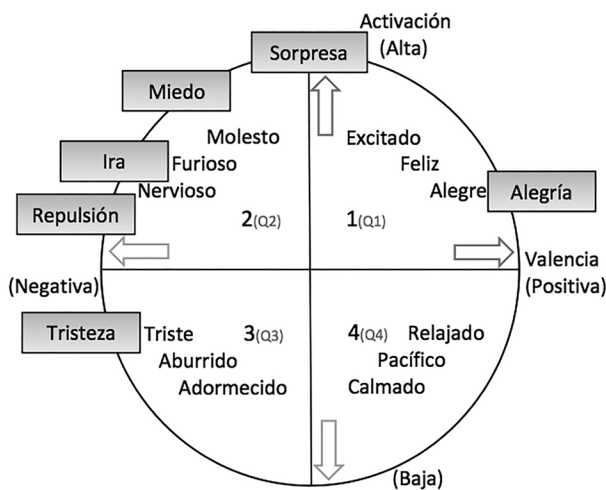 Activación
(Alta)
Sorpresa
Miedo
Molesto
Excitado
Ira
Furioso
Feliz
Nervioso
Alegre
Alegría
Repulsión
2(Q2)
1(Q1)
Valencia
(Negativa)
(Positiva)
Tristeza
Triste
3(Q3)
4(Q4)
Relajado
Aburrido
Pacífico
Adormecido
Calmado
(Baja)